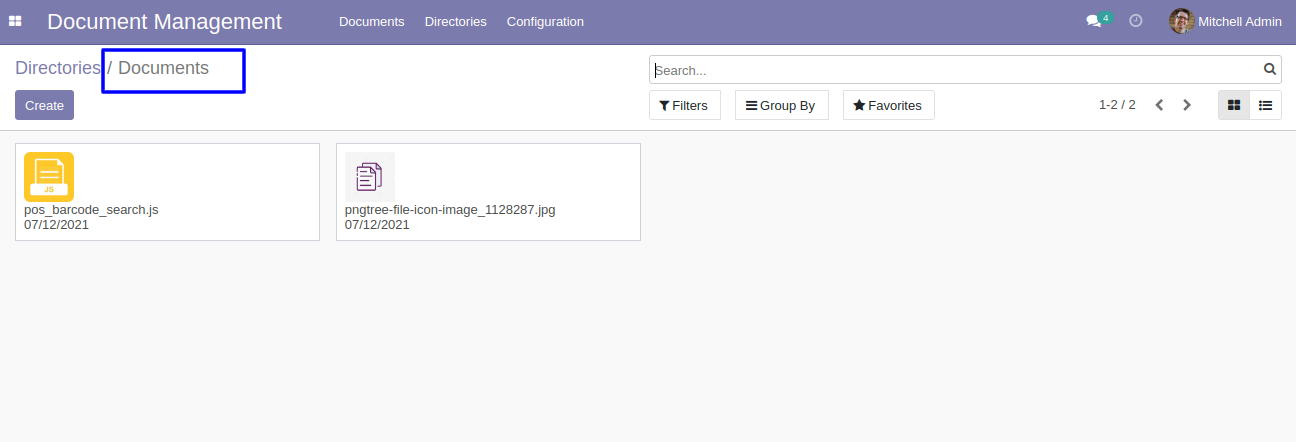 Document Management Documents Directories Configuration 4 Mitchell Admin
Directories / Documents
Search...
Create Filters Group By Favorites 1-2 / 2
JS
pos_barcode_search.js
07/12/2021
pngtree-file-icon-image_1128287.jpg
07/12/2021